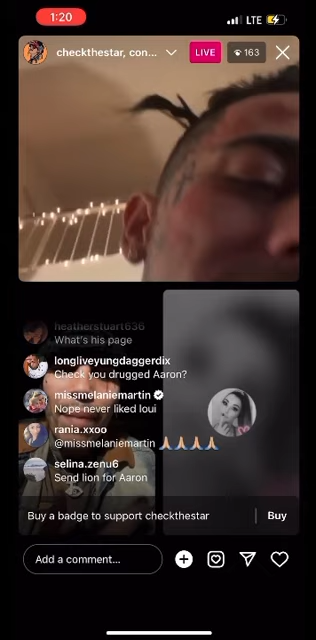 1:20
LTE
checkthestar, con...
LIVE
163
heatherstuart636
What's his page
longliveyungdaggerdix
Check you drugged Aaron?
missmelaniemartin
Nope never liked loui
rania.xxoo
@missmelaniemartin 🙏🏼🙏🏼🙏🏼🙏🏼
selina.zenu6
Send lion for Aaron
Buy a badge to support checkthestar
Buy
Add a comment...